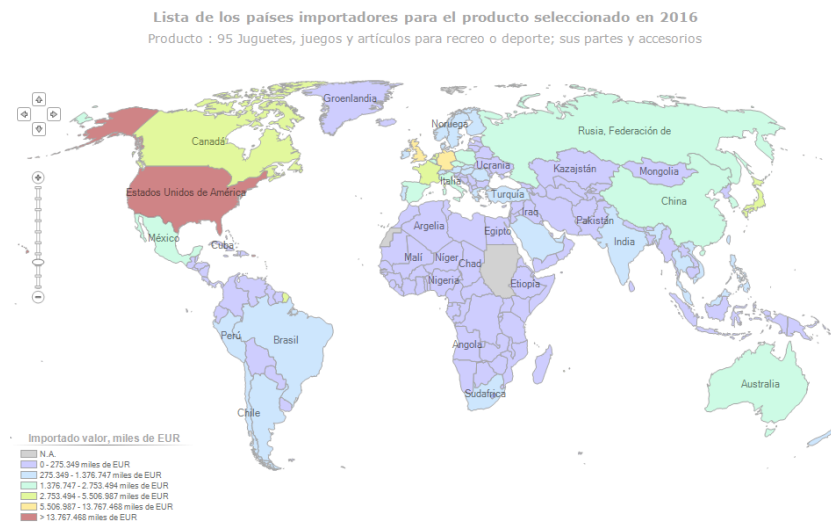 Lista de los países importadores para el producto seleccionado en 2016
Producto : 95 Juguetes, juegos y artículos para recreo o deporte; sus partes y accesorios
Groenlandia
Noruega
Canadá
Rusia, Federación de
Ucrania
Kazajstán
Mongolia
Italia
Estados Unidos de América
Turquia
China
Iraq
Pakistán
Argelia
Egipto
México
Cuba
India
Malí
Níger
Chad
Nigeria
Etiopía
Perú
Brasil
Angola
Australia
Sudáfrica
Chile
Importado valor, miles de EUR
N.A.
0 - 275.349 miles de EUR
275.349 - 1.376.747 miles de EUR
1.376.747 - 2.753.494 miles de EUR
2.753.494 - 5.506.987 miles de EUR
5.506.987 - 13.767.468 miles de EUR
> 13.767.468 miles de EUR